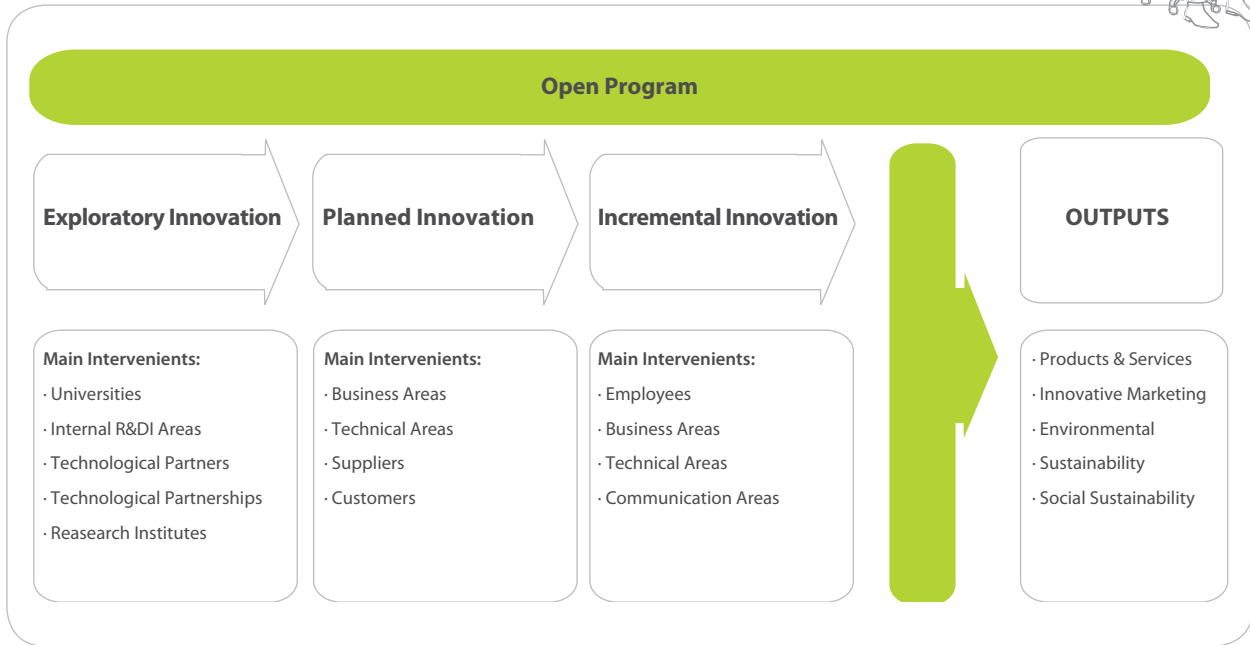 Open Program
Exploratory Innovation
Planned Innovation
Incremental Innovation
OUTPUTS
Main Intervenients:
· Universities
· Internal R&DI Areas
· Technological Partners
· Technological Partnerships
· Reasearch Institutes
Main Intervenients:
· Business Areas
· Technical Areas
· Suppliers
· Customers
Main Intervenients:
· Employees
· Business Areas
· Technical Areas
· Communication Areas
· Products & Services
· Innovative Marketing
· Environmental
· Sustainability
· Social Sustainability